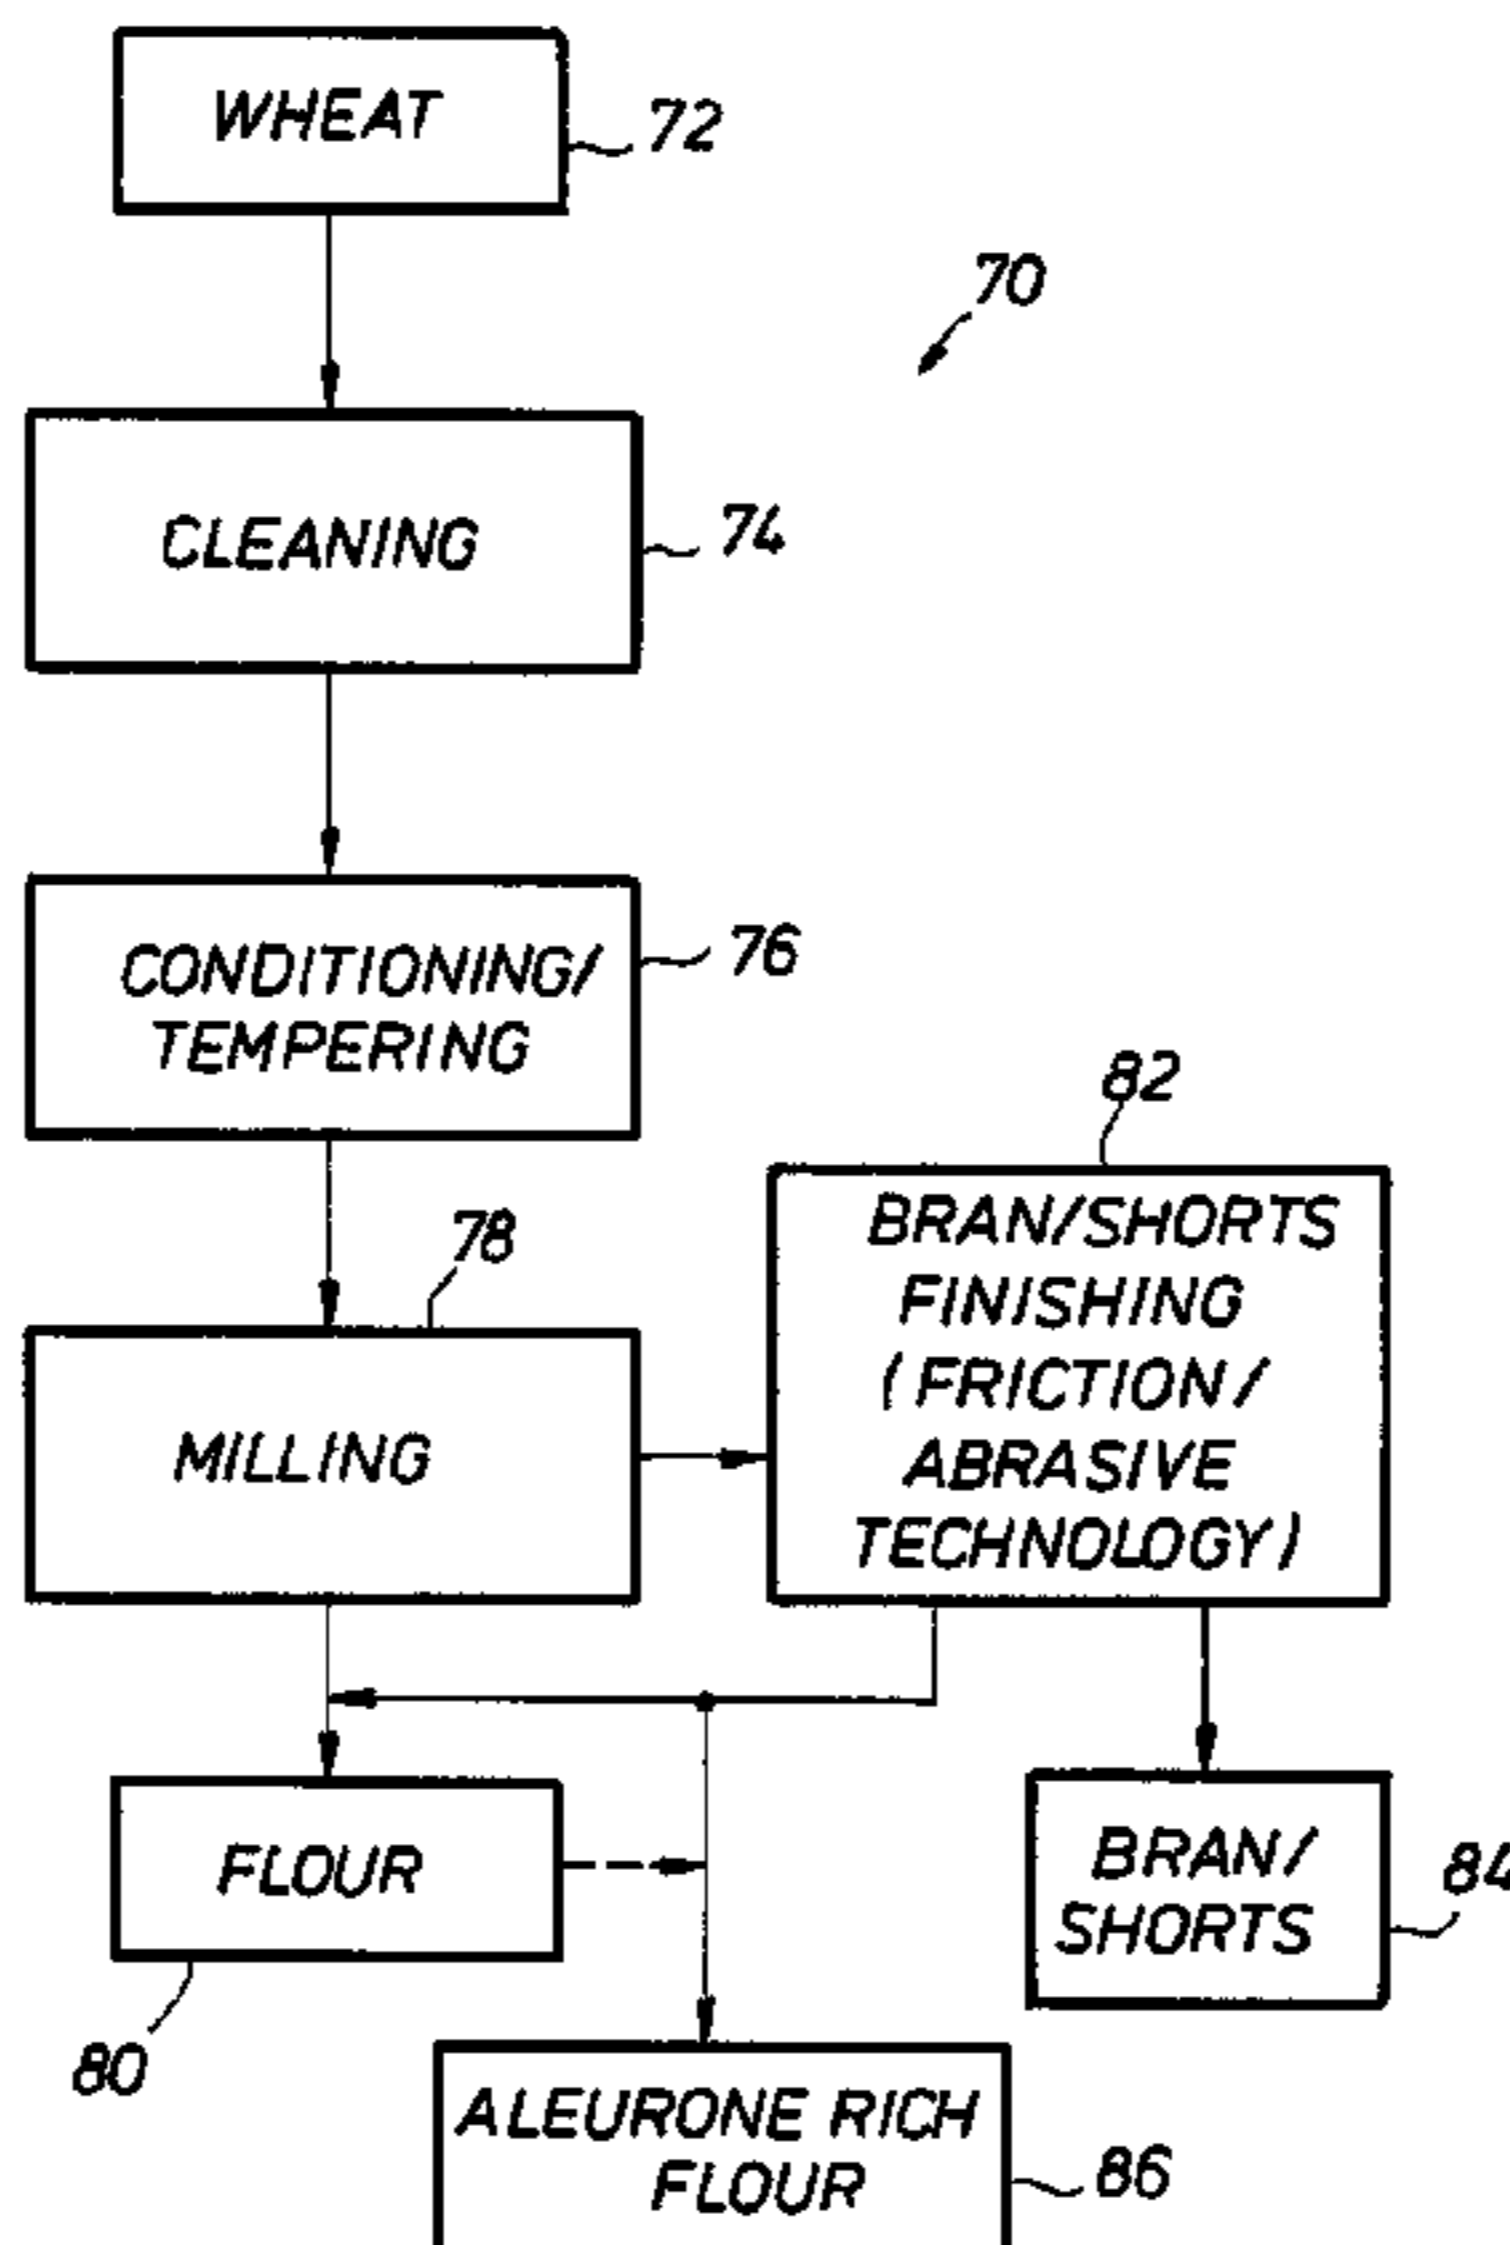 WHEAT
72
70
CLEANING
74
CONDITIONING/
TEMPERING
76
82
78
BRAN/SHORTS
FINISHING
(FRICTION/
ABRASIVE
TECHNOLOGY)
MILLING
FLOUR
80
BRAN/
SHORTS
84
ALEURONE RICH
FLOUR
86